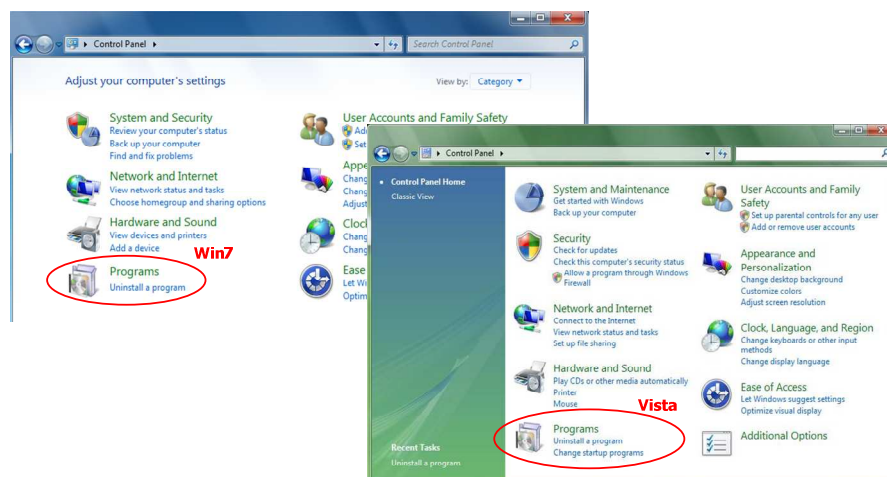 Control Panel
Search Control Panel
Adjust your computer's settings
View by: Category
System and Security
Review your computer's status
Back up your computer
Find and fix problems
Network and Internet
View network status and tasks
Choose homegroup and sharing options
Hardware and Sound
View devices and printers
Add a device
Win7
Programs
Uninstall a program
User Accounts and Family Safety
Control Panel
Control Panel Home
Classic View
System and Maintenance
Get started with Windows
Back up your computer
Security
Check for updates
Check this computer's security status
Allow a program through Windows
Firewall
Network and Internet
Connect to the Internet
View network status and tasks
Set up file sharing
Hardware and Sound
Play CDs or other media automatically
Printer
Mouse
Vista
Programs
Uninstall a program
Change startup programs
User Accounts and Family
Safety
Set up parental controls for any user
Add or remove user accounts
Appearance and
Personalization
Change desktop background
Customize colors
Adjust screen resolution
Clock, Language, and Region
Change keyboards or other input
methods
Change display language
Ease of Access
Let Windows suggest settings
Optimize visual display
Additional Options
Recent Tasks
Uninstall a program